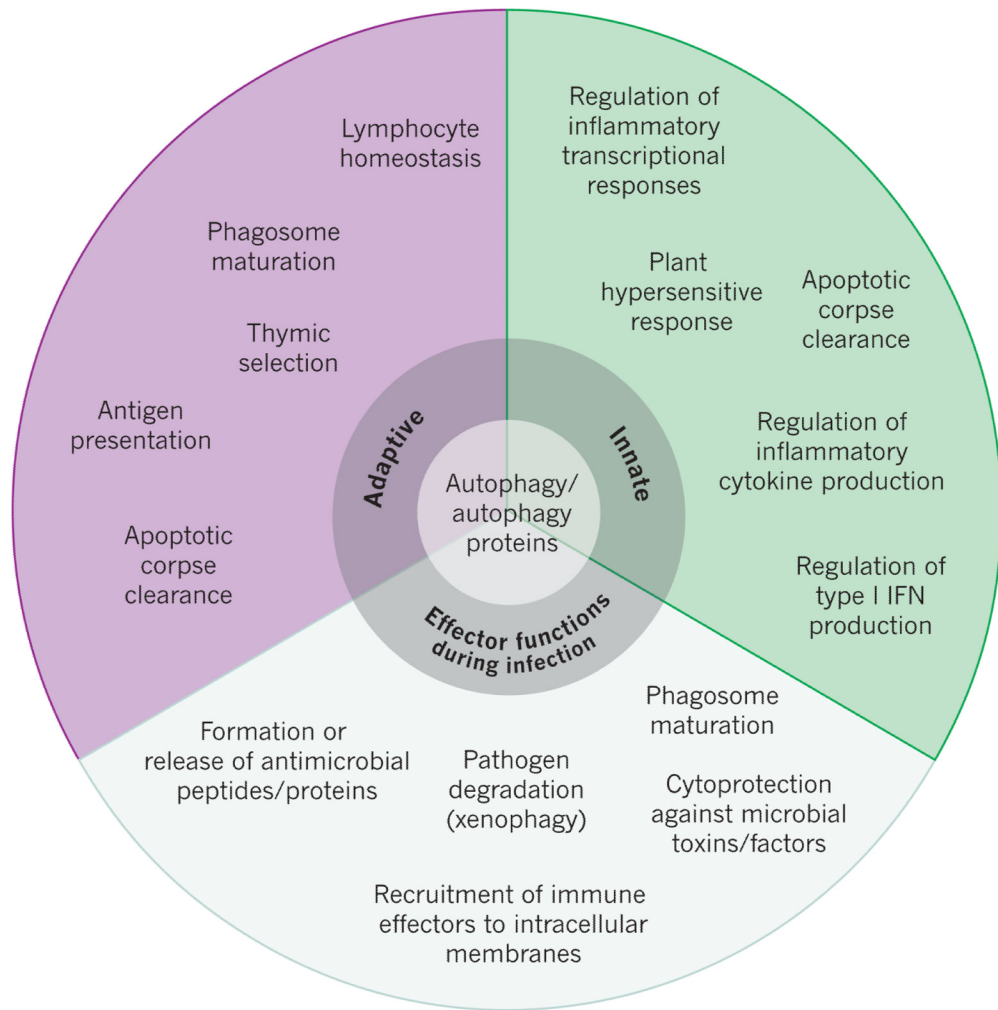 Lymphocyte
homeostasis
Phagosome
maturation
Thymic
selection
Antigen
presentation
Apoptotic
corpse
clearance
Adaptive
Regulation of
inflammatory
transcriptional
responses
Plant
hypersensitive
response
Apoptotic
corpse
clearance
Regulation of
inflammatory
cytokine production
Regulation of
type I IFN
production
Innate
Autophagy/
autophagy
proteins
Effector functions
during infection
Phagosome
maturation
Formation or
release of antimicrobial
peptides/proteins
Pathogen
degradation
(xenophagy)
Cytoprotection
against microbial
toxins/factors
Recruitment of immune
effectors to intracellular
membranes